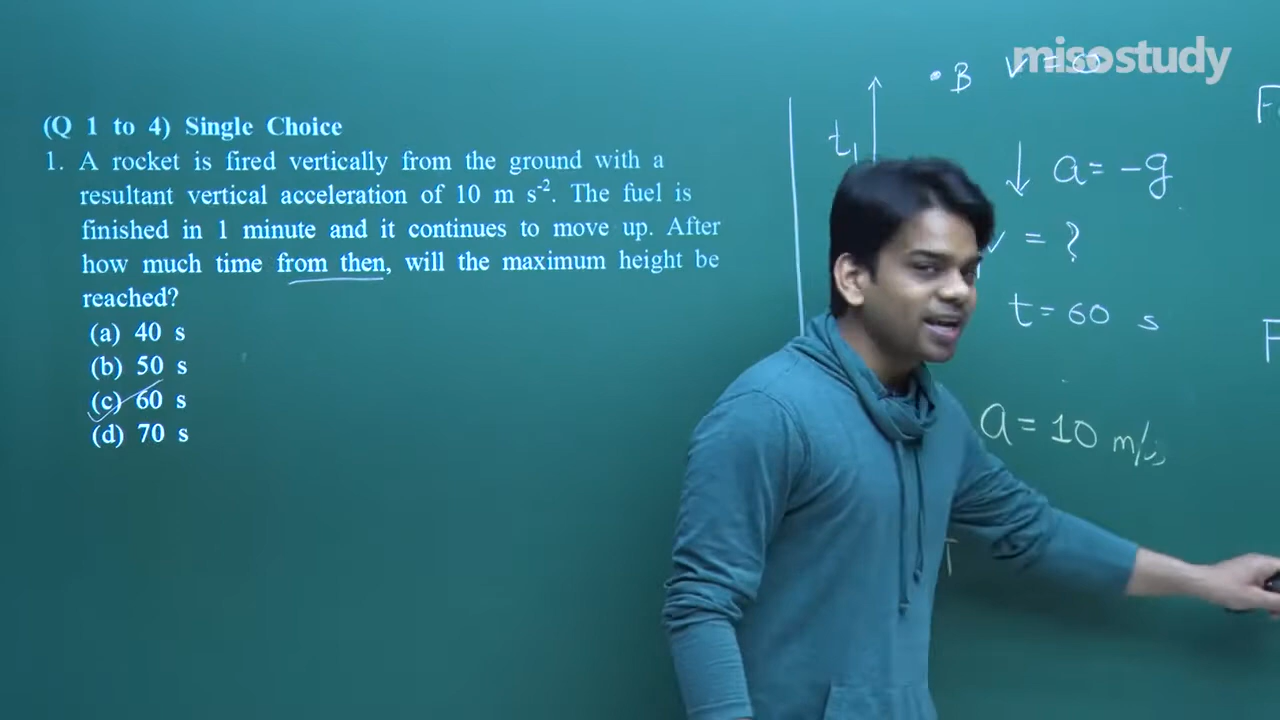 misostudy
(Q 1 to 4) Single Choice
1. A rocket is fired vertically from the ground with a
resultant vertical acceleration of 10 m s⁻². The fuel is
finished in 1 minute and it continues to move up. After
how much time from then, will the maximum height be
reached?
(a) 40 s
(b) 50 s
(c) 60 s
(d) 70 s
• B v = 0
t₁
↓ a = -g
v = ?
t = 60 s
a = 10 m/s
F
F